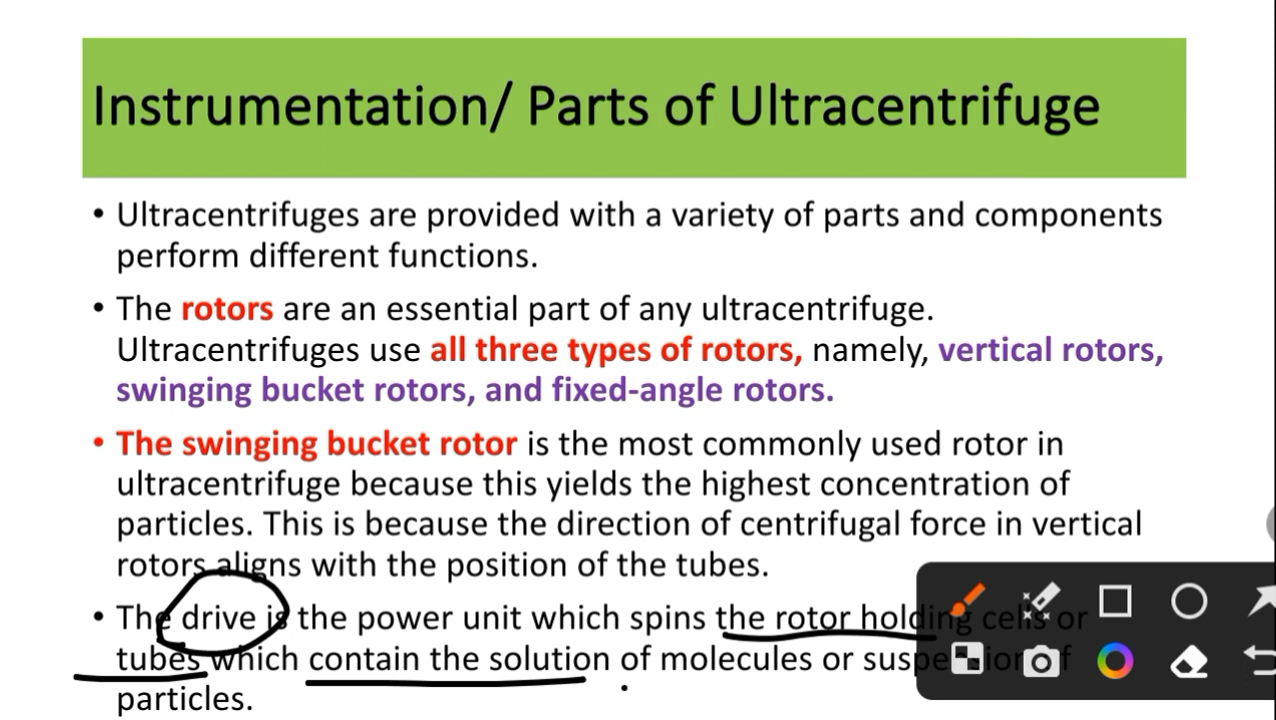 Instrumentation/ Parts of Ultracentrifuge
• Ultracentrifuges are provided with a variety of parts and components
perform different functions.
• The rotors are an essential part of any ultracentrifuge.
Ultracentrifuges use all three types of rotors, namely, vertical rotors,
swinging bucket rotors, and fixed-angle rotors.
• The swinging bucket rotor is the most commonly used rotor in
ultracentrifuge because this yields the highest concentration of
particles. This is because the direction of centrifugal force in vertical
rotors aligns with the position of the tubes.
• The drive is the power unit which spins the rotor holding cells or
tubes which contain the solution of molecules or suspension of
particles.